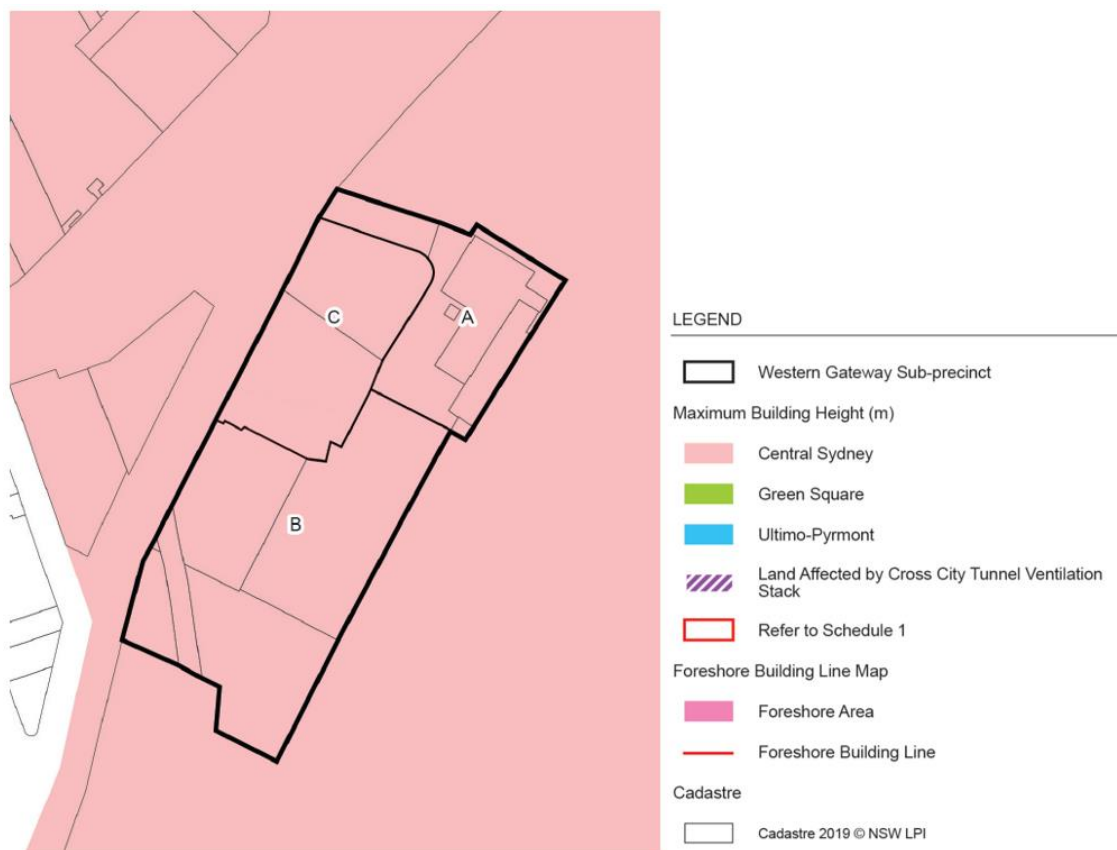 C
A
B
LEGEND
Western Gateway Sub-precinct
Maximum Building Height (m)
Central Sydney
Green Square
Ultimo-Pyrmont
Land Affected by Cross City Tunnel Ventilation
Stack
Refer to Schedule 1
Foreshore Building Line Map
Foreshore Area
Foreshore Building Line
Cadastre
Cadastre 2019 © NSW LPI